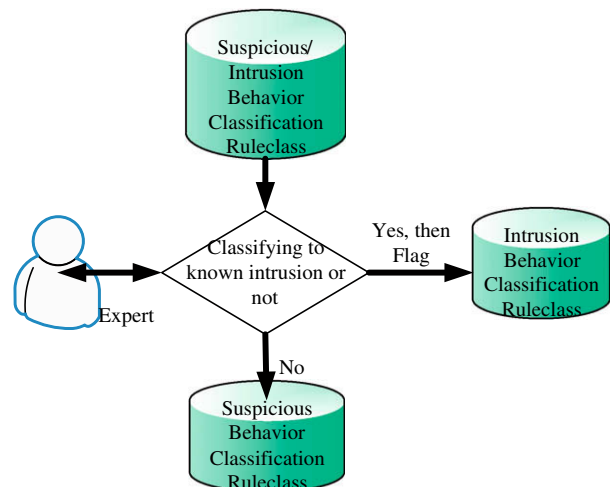 Suspicious/
Intrusion
Behavior
Classification
Ruleclass
Classifying to
known intrusion or
not
Yes, then
Flag
Intrusion
Behavior
Classification
Ruleclass
Expert
No
Suspicious
Behavior
Classification
Ruleclass